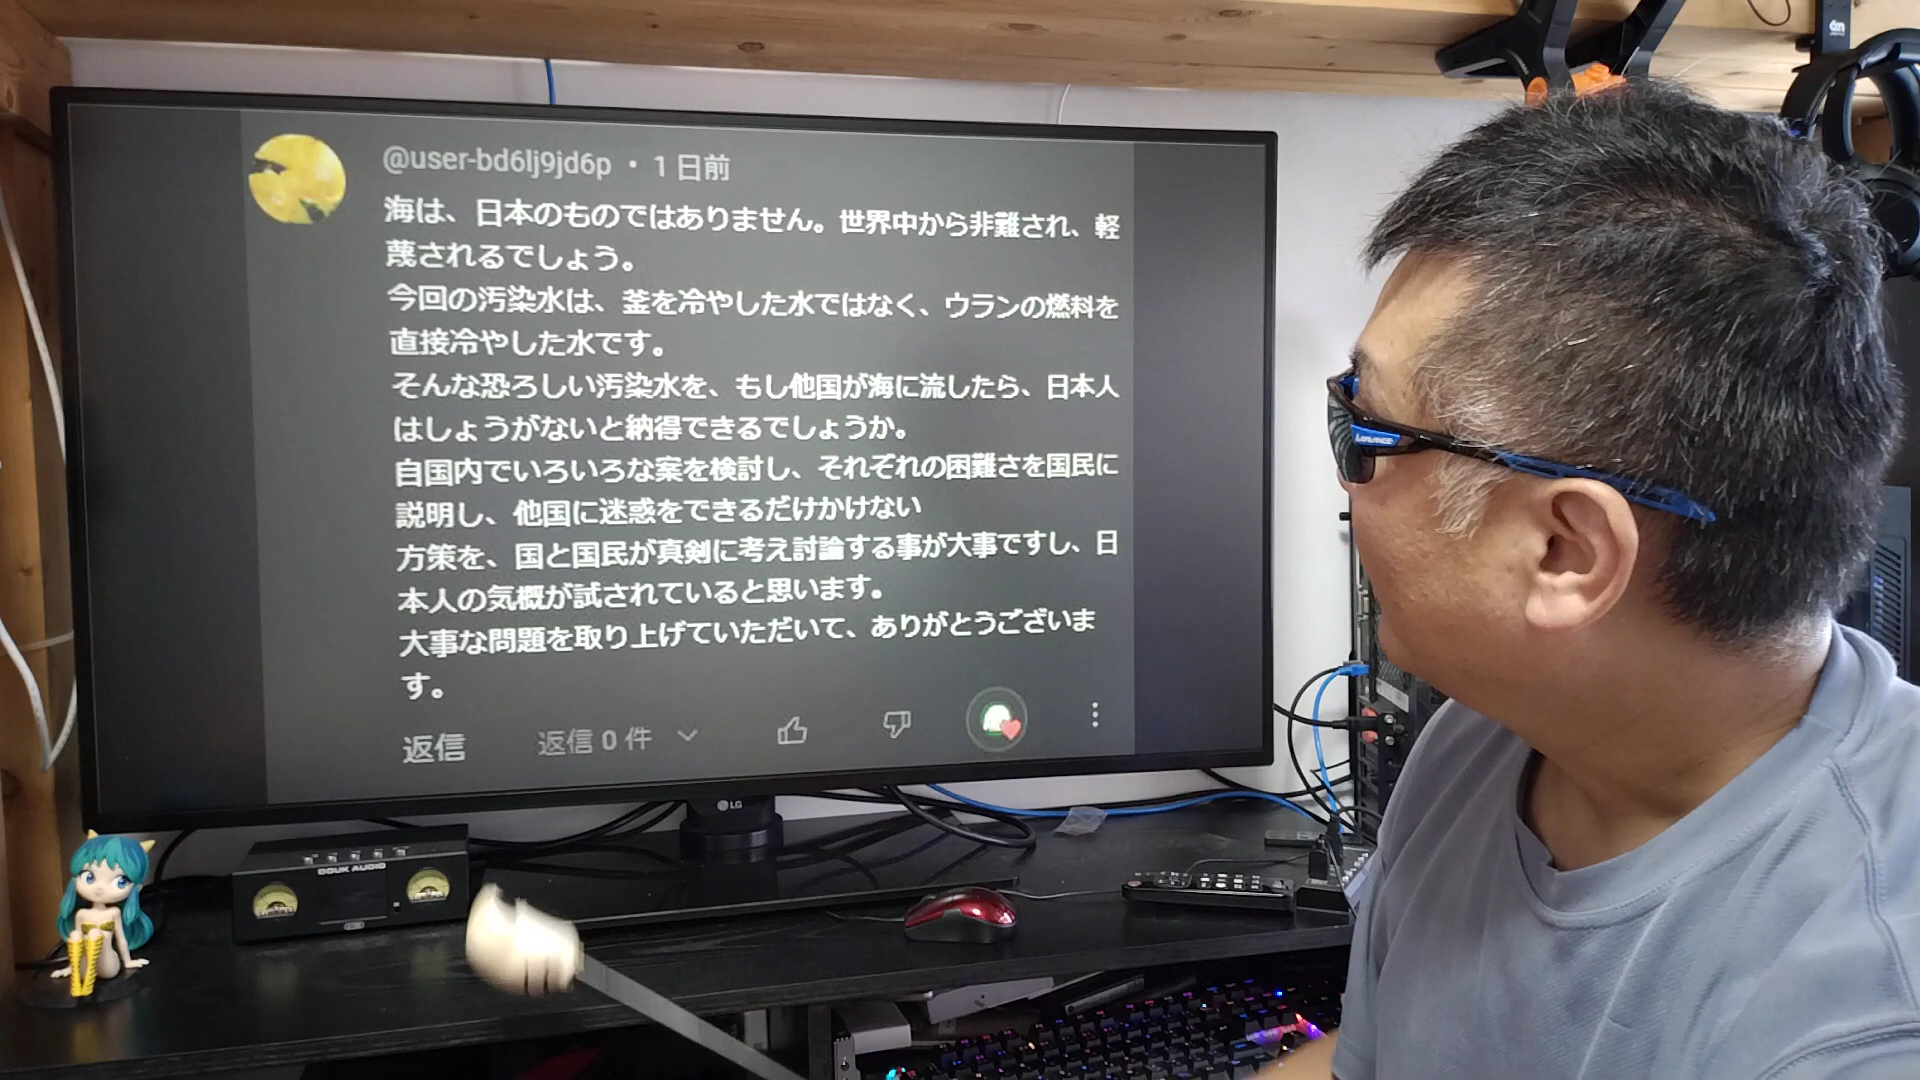 @user-bd6lj9jd6p・1 日前
海は、日本のものではありません。世界中から非難され、軽
蔑されるでしょう。
今回の汚染水は、釜を冷やした水ではなく、ウランの燃料を
直接冷やした水です。
そんな恐ろしい汚染水を、もし他国が海に流したら、日本人
はしょうがないと納得できるでしょうか。
自国内でいろいろな案を検討し、それぞれの困難さを国民に
説明し、他国に迷惑をできるだけかけない
方策を、国と国民が真剣に考え討論する事が大事ですし、日
本人の気概が試されていると思います。
大事な問題を取り上げていただいて、ありがとうございま
す。
返信 返信 0 件
LG
DOUK AUDIO